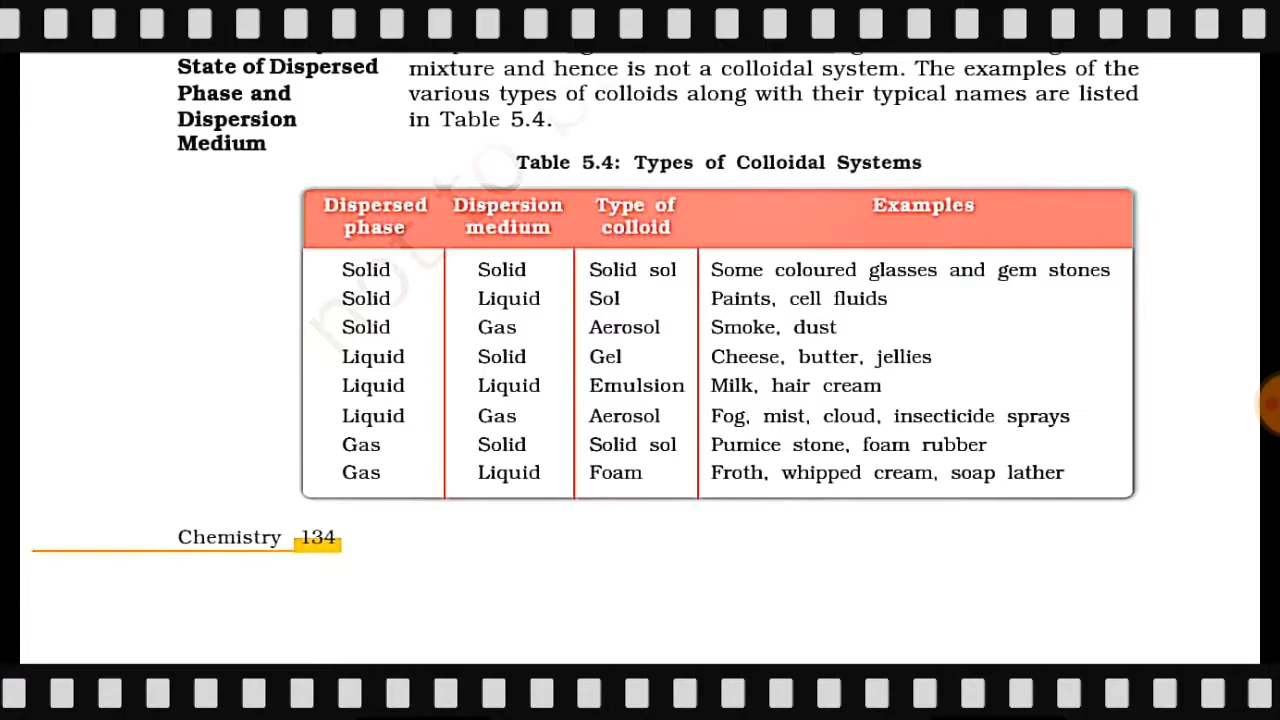 State of Dispersed
Phase and
Dispersion
Medium
mixture and hence is not a colloidal system. The examples of the
various types of colloids along with their typical names are listed
in Table 5.4.
Table 5.4: Types of Colloidal Systems
Dispersed phase Dispersion medium Type of colloid Examples
Solid Solid Solid sol Some coloured glasses and gem stones
Solid Liquid Sol Paints, cell fluids
Solid Gas Aerosol Smoke, dust
Liquid Solid Gel Cheese, butter, jellies
Liquid Liquid Emulsion Milk, hair cream
Liquid Gas Aerosol Fog, mist, cloud, insecticide sprays
Gas Solid Solid sol Pumice stone, foam rubber
Gas Liquid Foam Froth, whipped cream, soap lather
Chemistry 134
not to